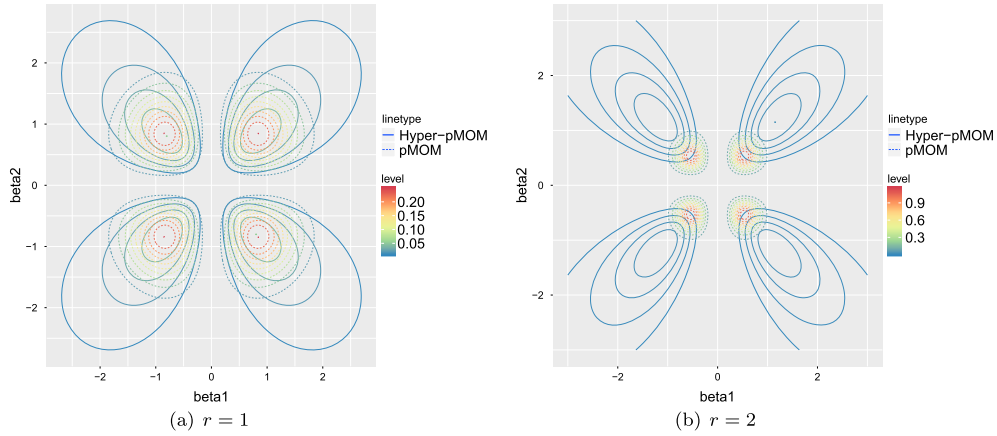 2
1
0
−1
−2
beta2
−2
−1
0
1
2
beta1
linetype
Hyper−pMOM
pMOM
level
0.20
0.15
0.10
0.05
(a) r = 1
2
0
−2
beta2
−2
0
2
beta1
linetype
Hyper−pMOM
pMOM
level
0.9
0.6
0.3
(b) r = 2